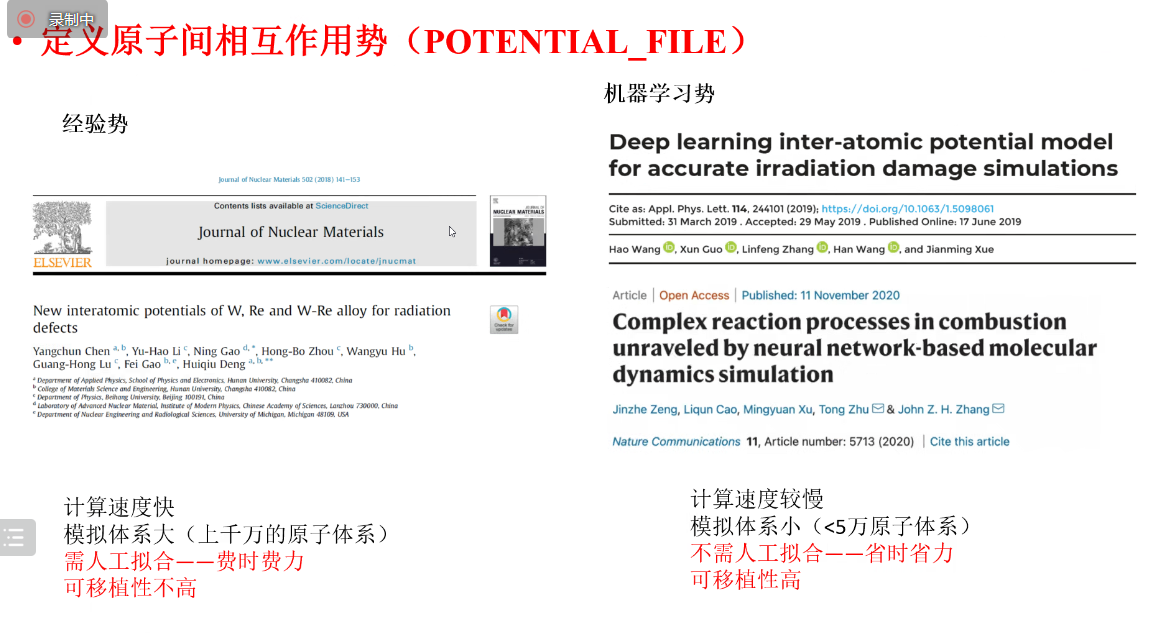 录制中
• 定义原子间相互作用势（POTENTIAL_FILE）
经验势
Journal of Nuclear Materials 502 (2018) 141–153
Contents lists available at ScienceDirect
Journal of Nuclear Materials
journal homepage: www.elsevier.com/locate/jnucmat
ELSEVIER
NUCLEAR MATERIALS
New interatomic potentials of W, Re and W-Re alloy for radiation
defects
Check for
updates
Yangchun Chen a, b, Yu-Hao Li c, Ning Gao d, *, Hong-Bo Zhou c, Wangyu Hu b,
Guang-Hong Lu c, Fei Gao b, e, Huiqiu Deng a, b, **
a Department of Applied Physics, School of Physics and Electronics, Hunan University, Changsha 410082, China
b College of Materials Science and Engineering, Hunan University, Changsha 410082, China
c Department of Physics, Beihang University, Beijing 100191, China
d Laboratory of Advanced Nuclear Material, Institute of Modern Physics, Chinese Academy of Sciences, Lanzhou 730000, China
e Department of Nuclear Engineering and Radiological Sciences, University of Michigan, Michigan 48109, USA
计算速度快
模拟体系大（上千万的原子体系）
需人工拟合——费时费力
可移植性不高
机器学习势
Deep learning inter-atomic potential model
for accurate irradiation damage simulations
Cite as: Appl. Phys. Lett. 114, 244101 (2019); https://doi.org/10.1063/1.5098061
Submitted: 31 March 2019 . Accepted: 29 May 2019 . Published Online: 17 June 2019
Hao Wang, Xun Guo, Linfeng Zhang, Han Wang, and Jianming Xue
Article | Open Access | Published: 11 November 2020
Complex reaction processes in combustion
unraveled by neural network-based molecular
dynamics simulation
Jinzhe Zeng, Liqun Cao, Mingyuan Xu, Tong Zhu & John Z. H. Zhang
Nature Communications 11, Article number: 5713 (2020) | Cite this article
计算速度较慢
模拟体系小（<5万原子体系）
不需人工拟合——省时省力
可移植性高